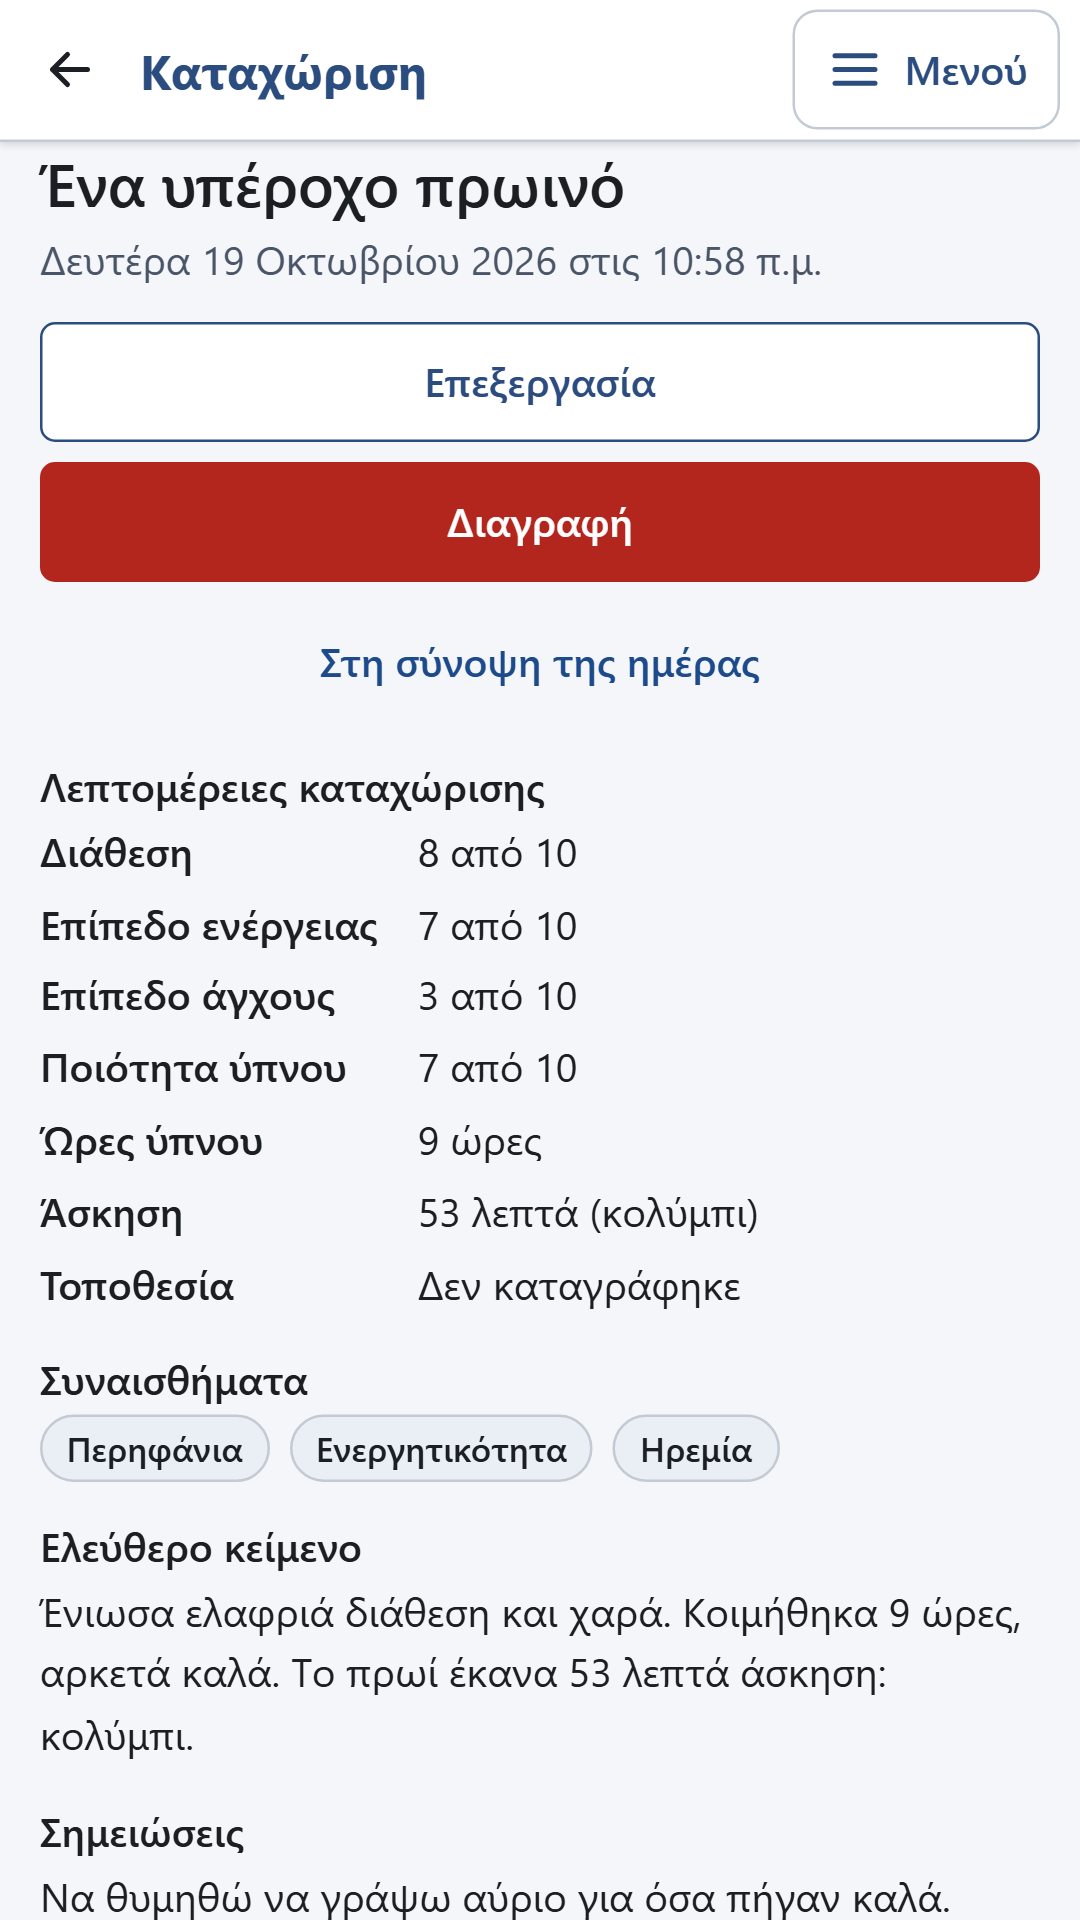 Καταχώριση
Μενού
Ένα υπέροχο πρωινό
Δευτέρα 19 Οκτωβρίου 2026 στις 10:58 π.μ.
Επεξεργασία
Διαγραφή
Στη σύνοψη της ημέρας
Λεπτομέρειες καταχώρισης
Διάθεση 8 από 10
Επίπεδο ενέργειας 7 από 10
Επίπεδο άγχους 3 από 10
Ποιότητα ύπνου 7 από 10
Ώρες ύπνου 9 ώρες
Άσκηση 53 λεπτά (κολύμπι)
Τοποθεσία Δεν καταγράφηκε
Συναισθήματα
Περηφάνια Ενεργητικότητα Ηρεμία
Ελεύθερο κείμενο
Ένιωσα ελαφριά διάθεση και χαρά. Κοιμήθηκα 9 ώρες,
αρκετά καλά. Το πρωί έκανα 53 λεπτά άσκηση:
κολύμπι.
Σημειώσεις
Να θυμηθώ να γράψω αύριο για όσα πήγαν καλά.